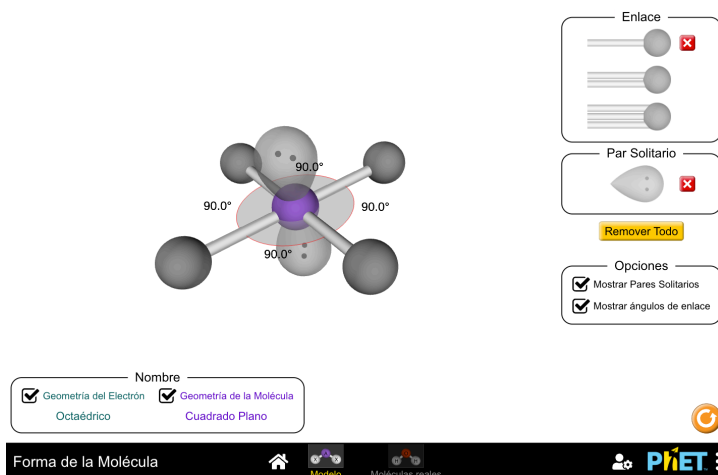 Enlace
Par Solitario
Remover Todo
Opciones
Mostrar Pares Solitarios
Mostrar ángulos de enlace
90.0°
90.0°
90.0°
90.0°
Nombre
Geometría del Electrón
Geometría de la Molécula
Octaédrico
Cuadrado Plano
Forma de la Molécula
Modelo
Moléculas reales
PhET